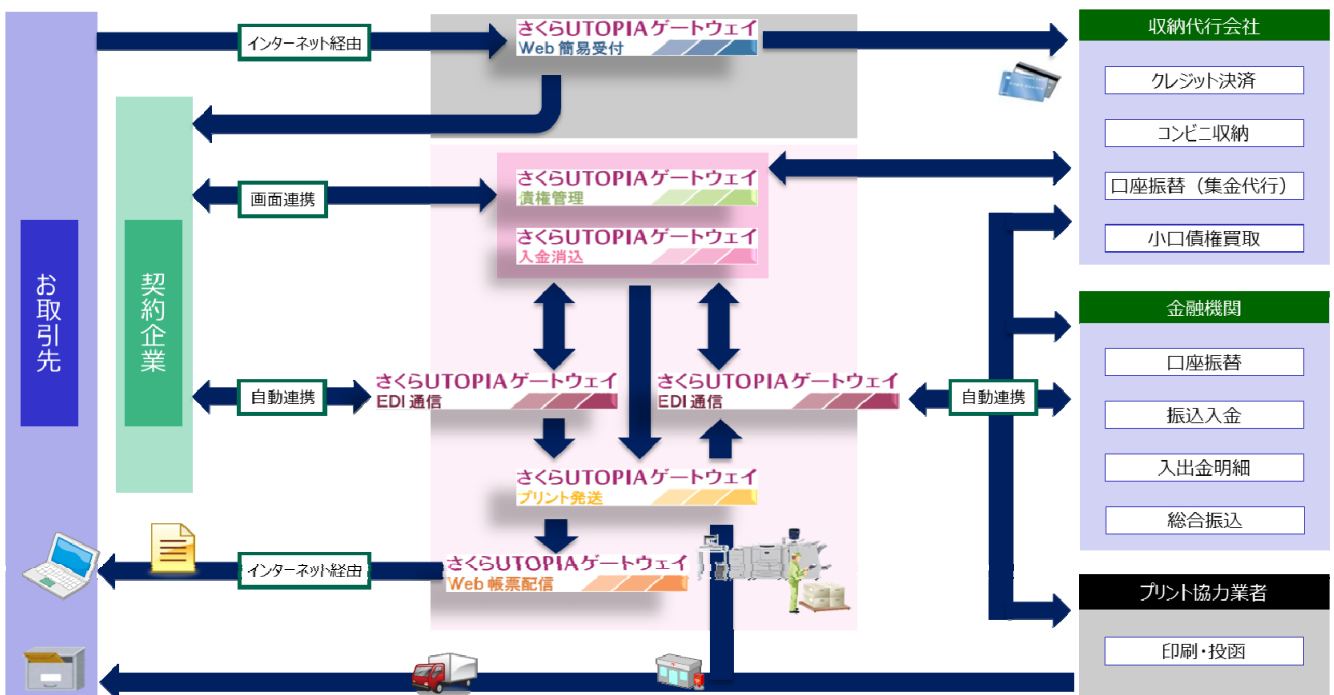 インターネット経由
さくらUTOPIAゲートウェイ
Web 簡易受付
収納代行会社
クレジット決済
コンビニ収納
口座振替（集金代行）
小口債権買取
画面連携
さくらUTOPIAゲートウェイ
債権管理
さくらUTOPIAゲートウェイ
入金消込
お取引先
契約企業
自動連携
さくらUTOPIAゲートウェイ
EDI 通信
さくらUTOPIAゲートウェイ
EDI 通信
自動連携
金融機関
口座振替
振込入金
入出金明細
総合振込
さくらUTOPIAゲートウェイ
プリント発送
インターネット経由
さくらUTOPIAゲートウェイ
Web 帳票配信
プリント協力業者
印刷・投函